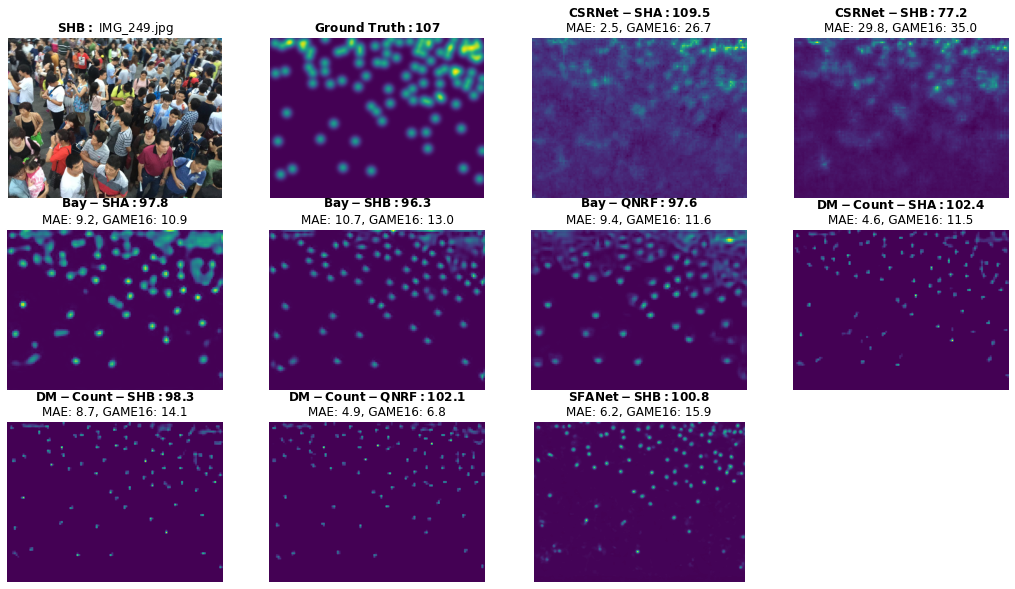 SHB: IMG_249.jpg
Ground Truth: 107
CSRNet-SHA: 109.5
MAE: 2.5, GAME16: 26.7
CSRNet-SHB: 77.2
MAE: 29.8, GAME16: 35.0
Bay-SHA: 97.8
MAE: 9.2, GAME16: 10.9
Bay-SHB: 96.3
MAE: 10.7, GAME16: 13.0
Bay-QNRF: 97.6
MAE: 9.4, GAME16: 11.6
DM-Count-SHA: 102.4
MAE: 4.6, GAME16: 11.5
DM-Count-SHB: 98.3
MAE: 8.7, GAME16: 14.1
DM-Count-QNRF: 102.1
MAE: 4.9, GAME16: 6.8
SFANet-SHB: 100.8
MAE: 6.2, GAME16: 15.9